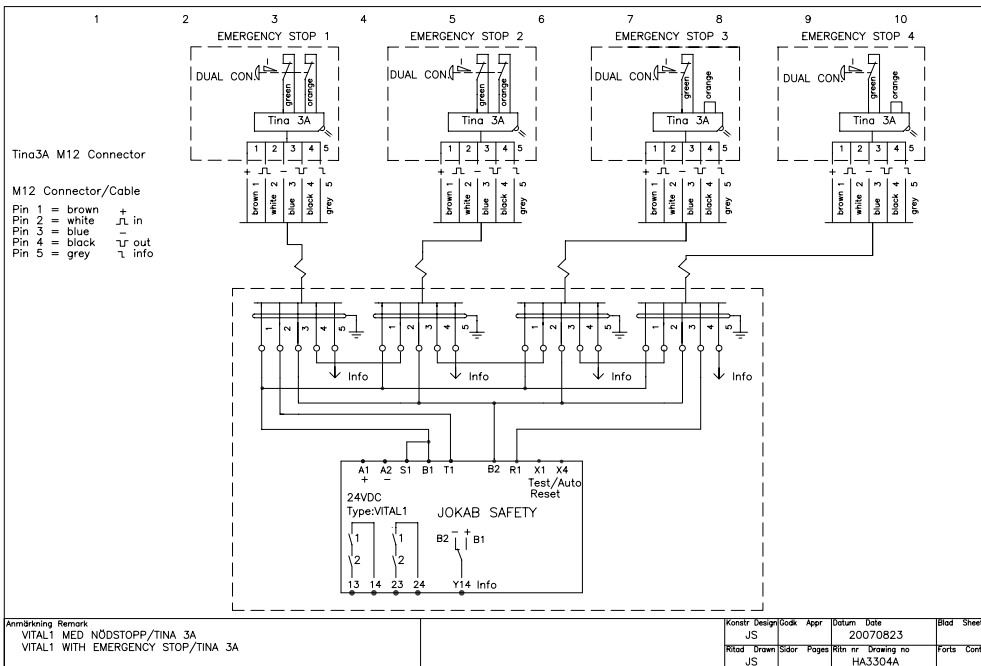 1 2 3 4 5 6 7 8 9 10
EMERGENCY STOP 1
EMERGENCY STOP 2
EMERGENCY STOP 3
EMERGENCY STOP 4
DUAL CON.
DUAL CON.
DUAL CON.
DUAL CON.
green
orange
green
orange
green
orange
green
orange
Tina 3A
Tina 3A
Tina 3A
Tina 3A
1 2 3 4 5
1 2 3 4 5
1 2 3 4 5
1 2 3 4 5
Tina3A M12 Connector
+ –
+ –
+ –
+ –
brown 1
white 2
blue 3
black 4
grey 5
brown 1
white 2
blue 3
black 4
grey 5
brown 1
white 2
blue 3
black 4
grey 5
brown 1
white 2
blue 3
black 4
grey 5
M12 Connector/Cable
Pin 1 = brown +
Pin 2 = white in
Pin 3 = blue –
Pin 4 = black out
Pin 5 = grey info
1 2 3 4 5
1 2 3 4 5
1 2 3 4 5
1 2 3 4 5
Info
Info
Info
Info
A1 A2 S1 B1 T1 B2 R1 X1 X4
+ –
Test/Auto
Reset
24VDC
Type:VITAL1
JOKAB SAFETY
B2 – + B1
1 1
2 2
13 14 23 24 Y14 Info
Anmärkning Remark
VITAL1 MED NÖDSTOPP/TINA 3A
VITAL1 WITH EMERGENCY STOP/TINA 3A
Konstr Design
JS
Godk Appr
Datum Date
20070823
Blad Sheet
Ritad Drawn
JS
Sidor Pages
Ritn nr Drawing no
HA3304A
Forts Cont